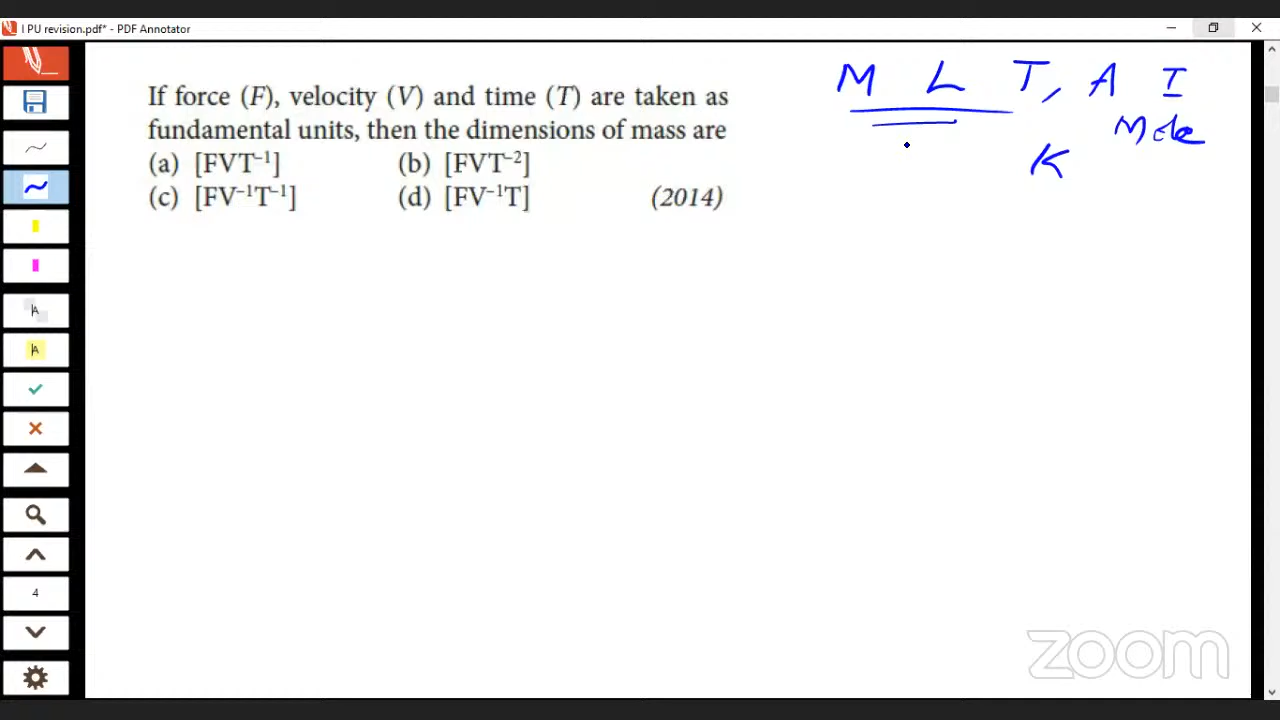 I PU revision.pdf* - PDF Annotator
If force (F), velocity (V) and time (T) are taken as
fundamental units, then the dimensions of mass are
(a) [FVT⁻¹] (b) [FVT⁻²]
(c) [FV⁻¹T⁻¹] (d) [FV⁻¹T] (2014)
M L T, A I
Mole
K
A
A
4
zoom